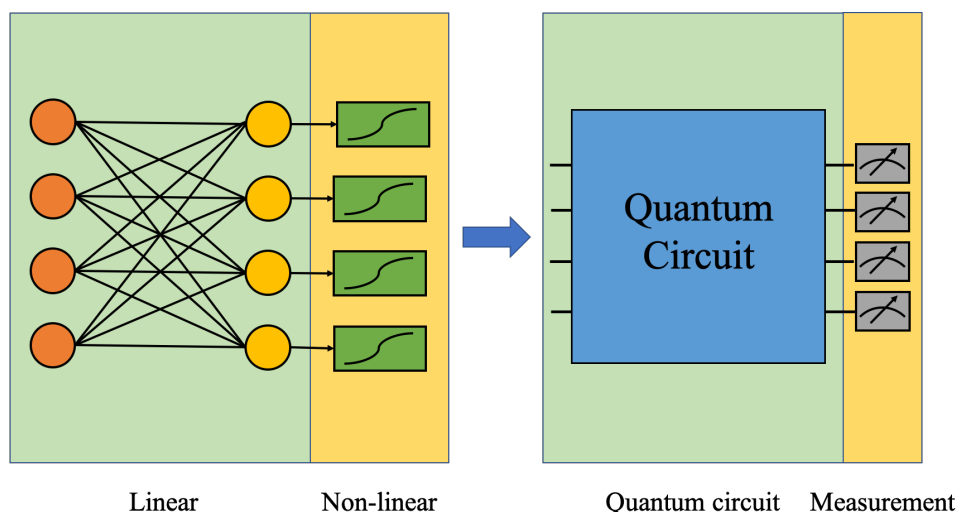 Quantum
Circuit
Linear
Non-linear
Quantum circuit
Measurement